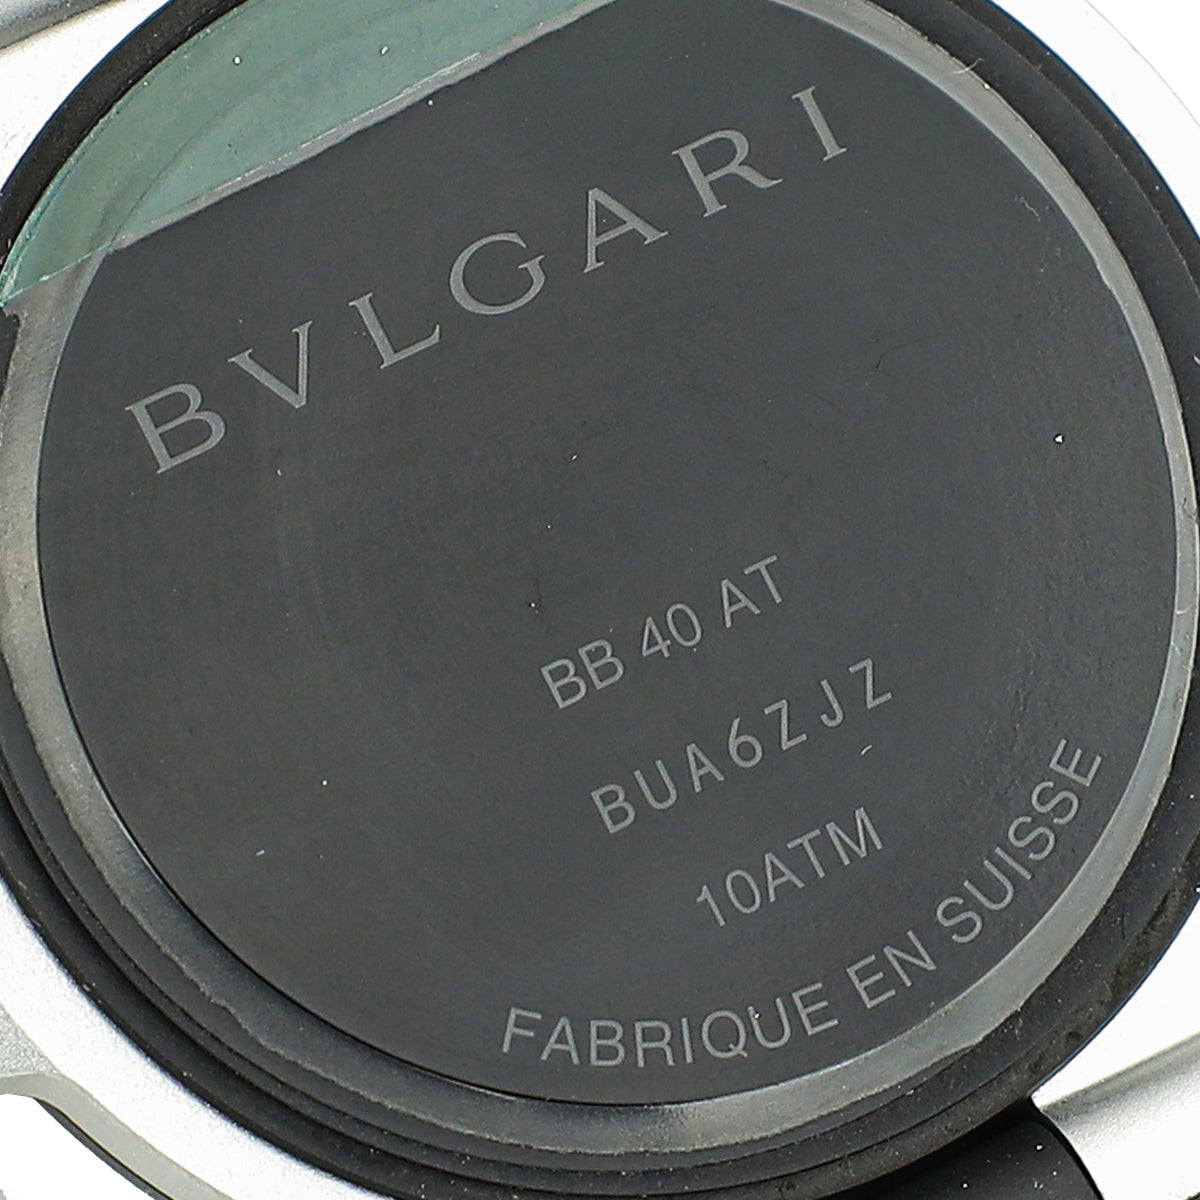 BVLGARI
BB 40 AT
BUA6ZJZ
10ATM
FABRIQUE EN SUISSE